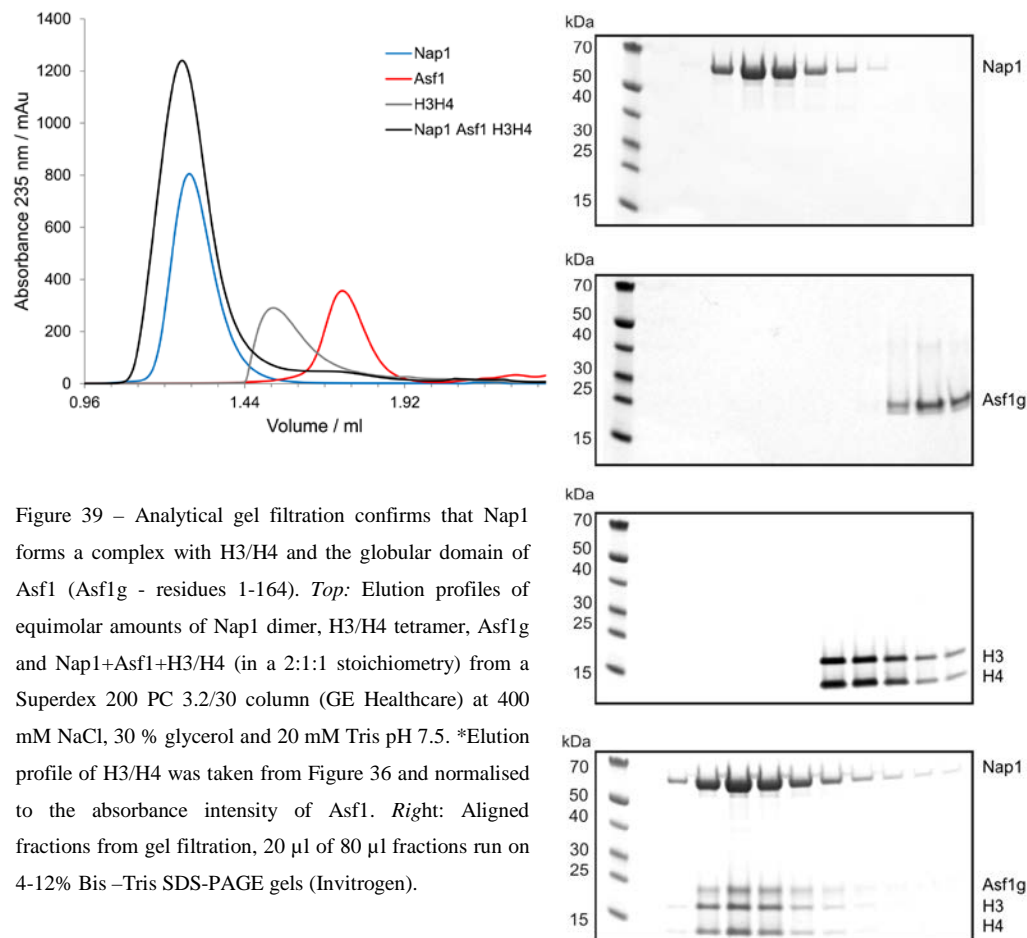 1400
1200
1000
800
600
400
200
0
Absorbance 235 nm / mAu
0.96
1.44
1.92
Volume / ml
Nap1
Asf1
H3H4
Nap1 Asf1 H3H4
kDa
70
50
40
30
25
15
Nap1
kDa
70
50
40
30
25
15
Asf1g
kDa
70
50
40
30
25
15
H3
H4
kDa
70
50
40
30
25
15
Nap1
Asf1g
H3
H4
Figure 39 – Analytical gel filtration confirms that Nap1
forms a complex with H3/H4 and the globular domain of
Asf1 (Asf1g - residues 1-164). Top: Elution profiles of
equimolar amounts of Nap1 dimer, H3/H4 tetramer, Asf1g
and Nap1+Asf1+H3/H4 (in a 2:1:1 stoichiometry) from a
Superdex 200 PC 3.2/30 column (GE Healthcare) at 400
mM NaCl, 30 % glycerol and 20 mM Tris pH 7.5. *Elution
profile of H3/H4 was taken from Figure 36 and normalised
to the absorbance intensity of Asf1. Right: Aligned
fractions from gel filtration, 20 µl of 80 µl fractions run on
4-12% Bis –Tris SDS-PAGE gels (Invitrogen).